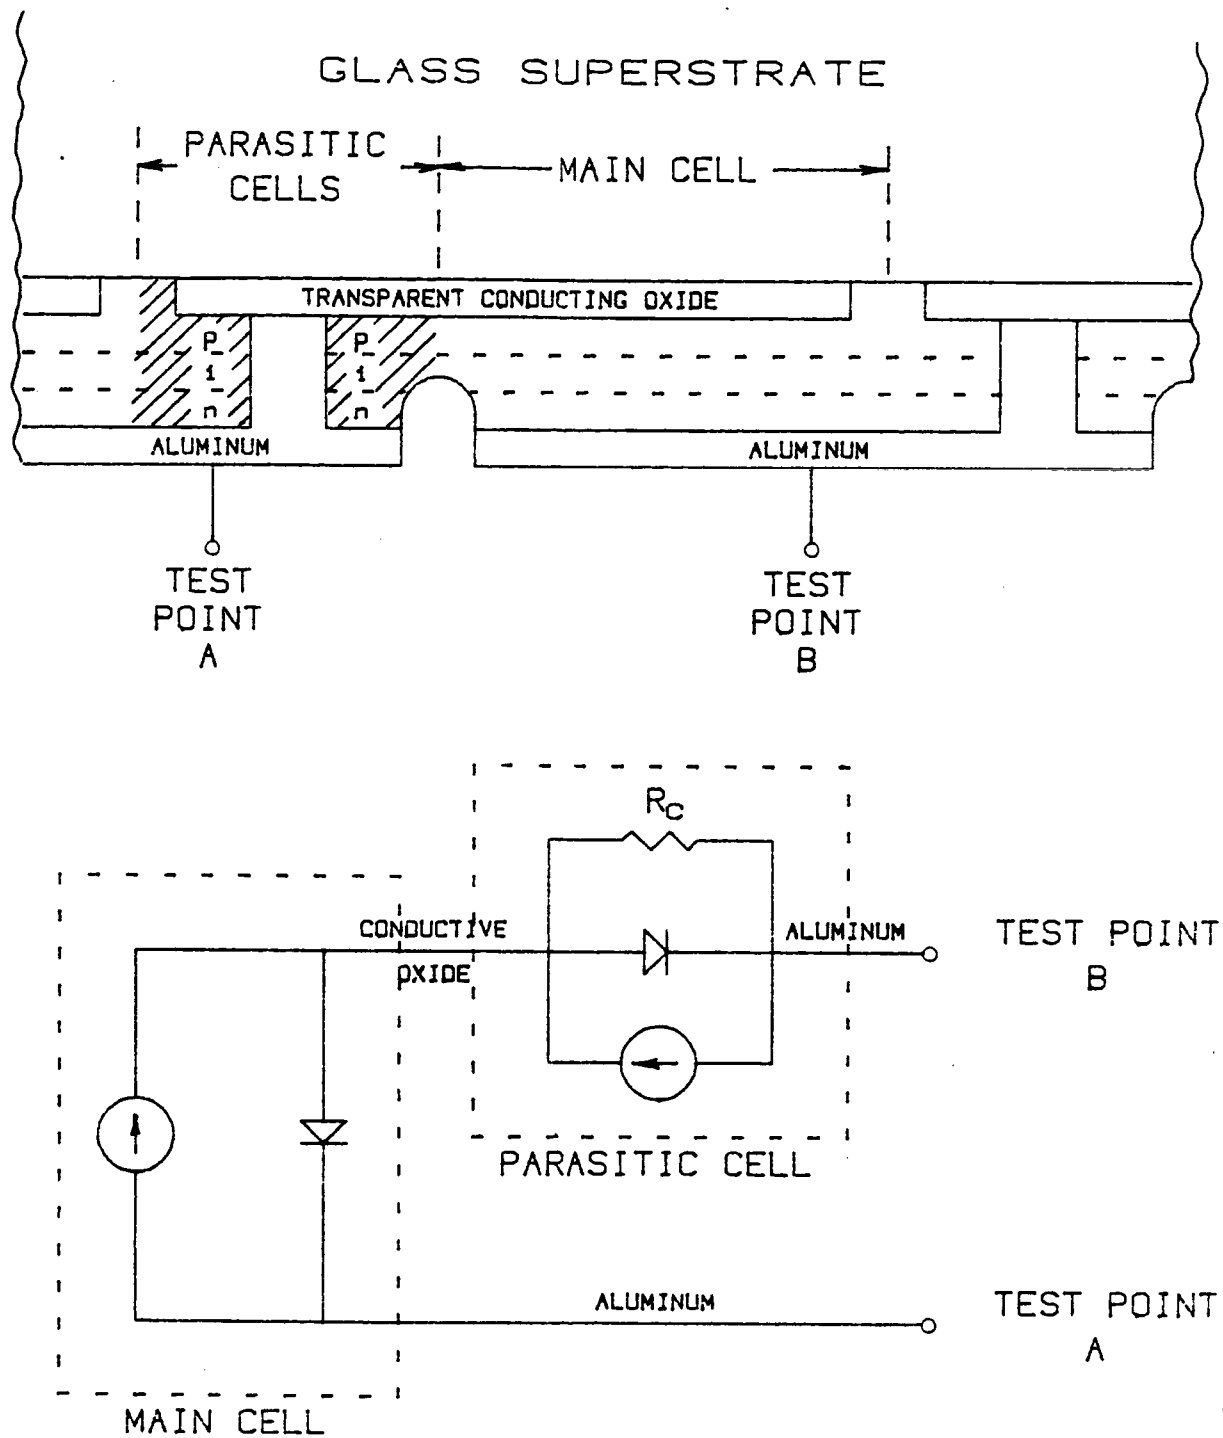 GLASS SUPERSTRATE
PARASITIC
CELLS
MAIN CELL
TRANSPARENT CONDUCTING OXIDE
p
i
n
p
i
n
ALUMINUM
ALUMINUM
TEST
POINT
A
TEST
POINT
B
RC
CONDUCTIVE
OXIDE
ALUMINUM
TEST POINT
B
PARASITIC CELL
ALUMINUM
TEST POINT
A
MAIN CELL